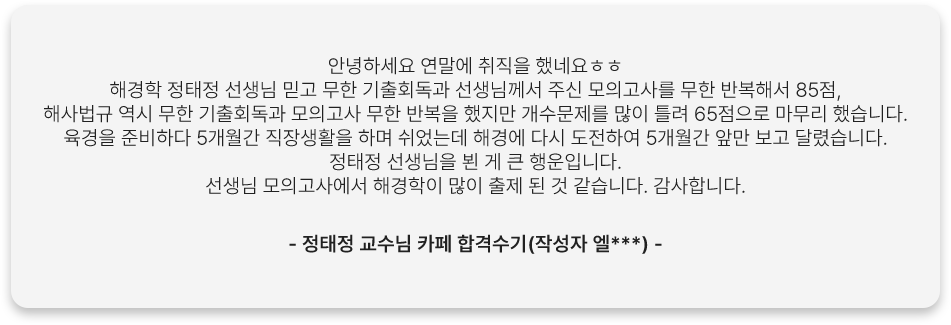 안녕하세요 연말에 취직을 했네요ㅎㅎ
해경학 정태정 선생님 믿고 무한 기출회독과 선생님께서 주신 모의고사를 무한 반복해서 85점,
해사법규 역시 무한 기출회독과 모의고사 무한 반복을 했지만 개수문제를 많이 틀려 65점으로 마무리 했습니다.
육경을 준비하다 5개월간 직장생활을 하며 쉬었는데 해경에 다시 도전하여 5개월간 앞만 보고 달렸습니다.
정태정 선생님을 뵌 게 큰 행운입니다.
선생님 모의고사에서 해경학이 많이 출제 된 것 같습니다. 감사합니다.
- 정태정 교수님 카페 합격수기(작성자 엘***) -